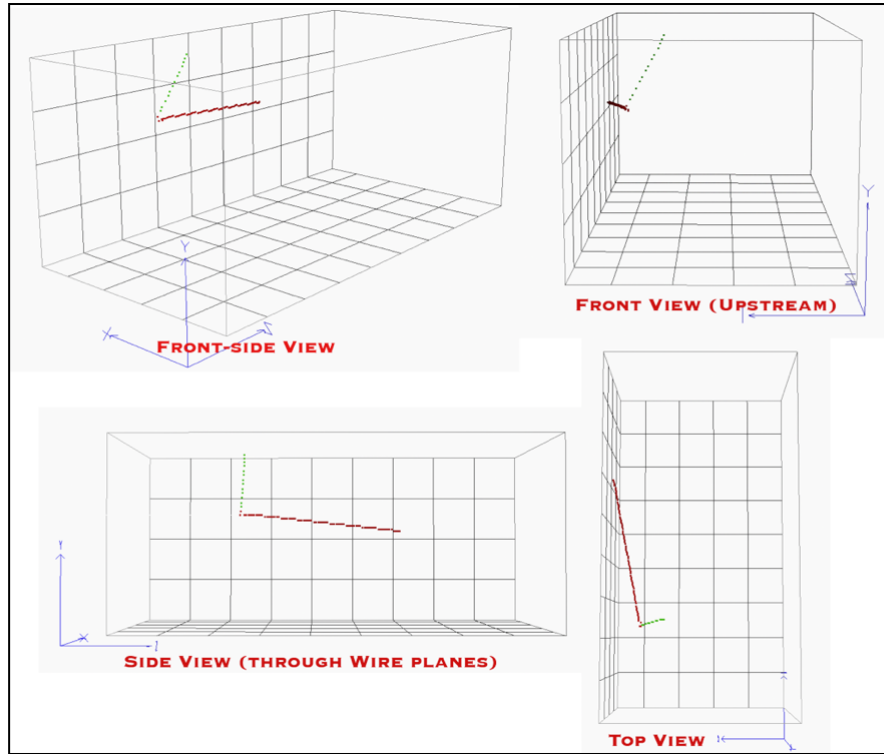 Y
X
Z
FRONT-SIDE VIEW
Y
FRONT VIEW (UPSTREAM)
Y
X
SIDE VIEW (THROUGH WIRE PLANES)
TOP VIEW